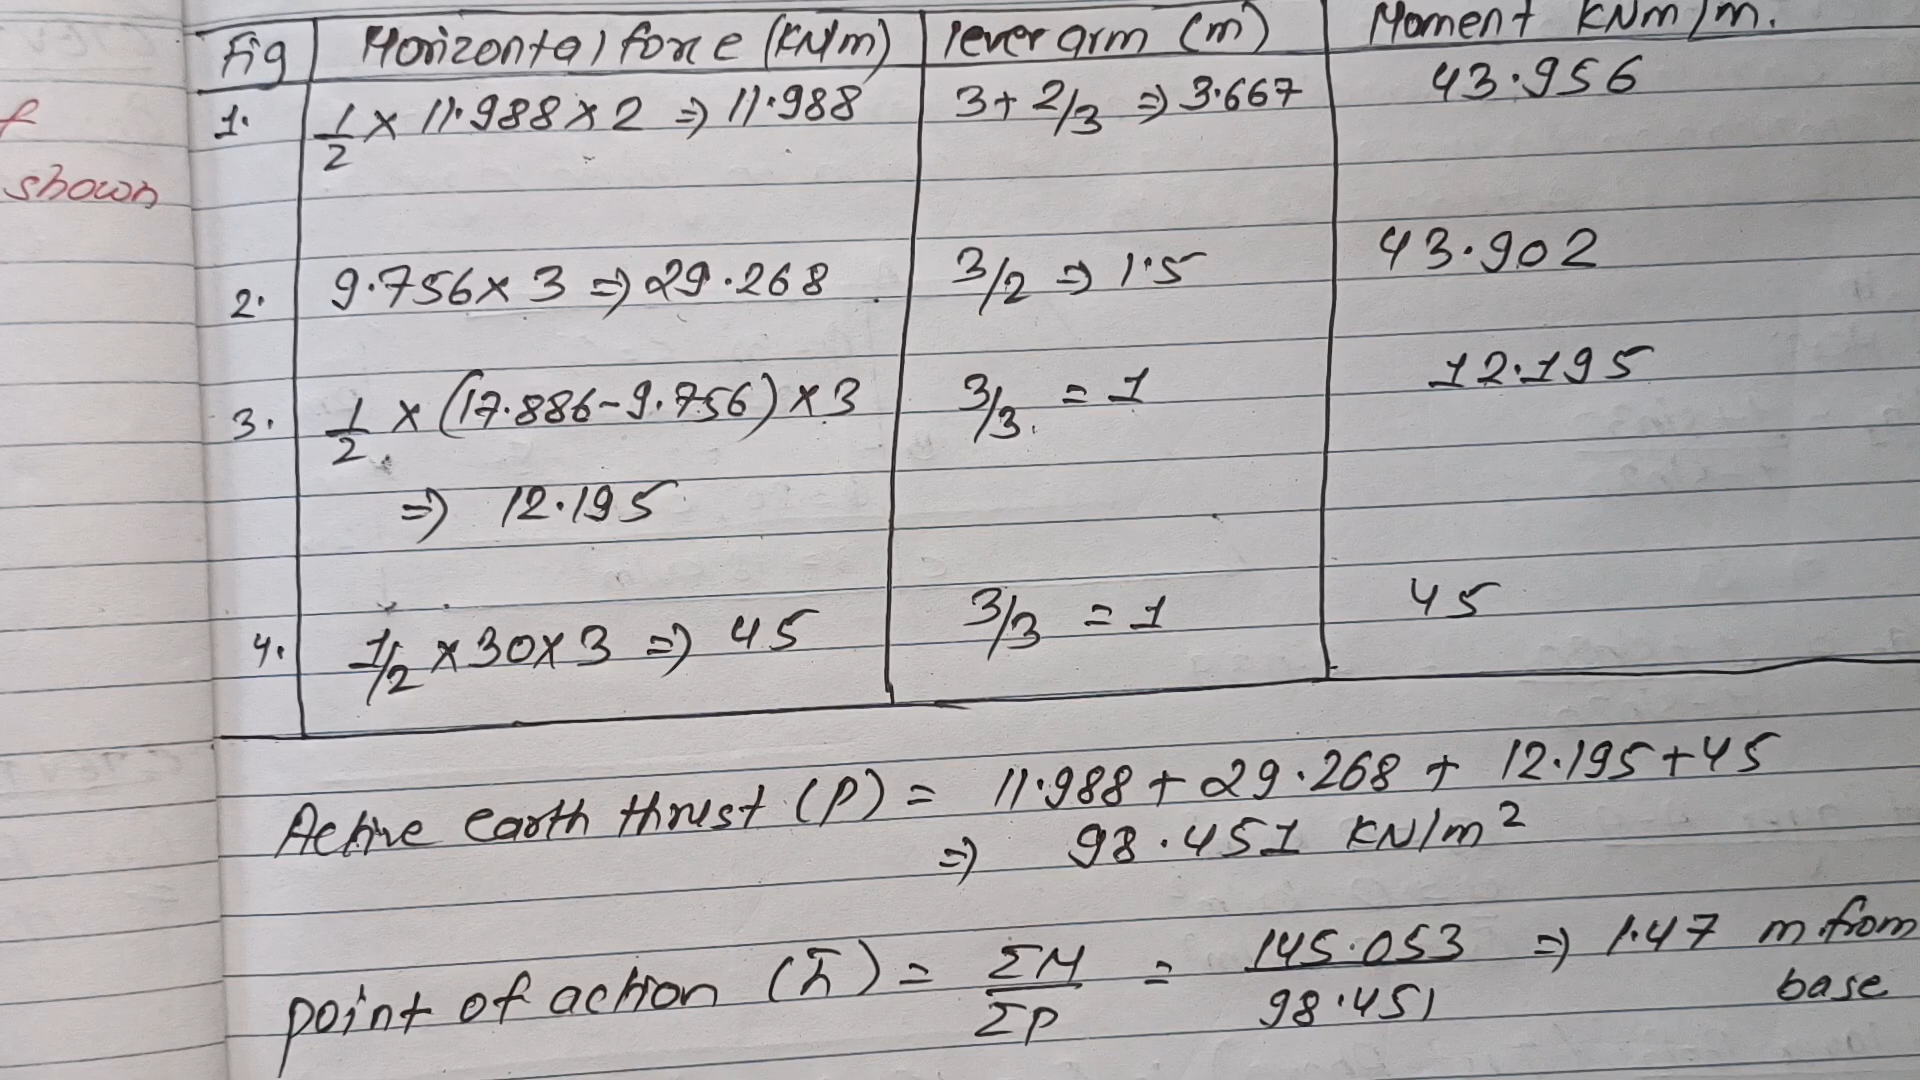 f
shown
Fig Horizontal force (KN/m) lever arm (m) Moment KNm/m.
1. 1/2 × 11.988 × 2 ⇒ 11.988 3 + 2/3 ⇒ 3.667 43.956
2. 9.756 × 3 ⇒ 29.268 3/2 ⇒ 1.5 43.902
3. 1/2 × (17.886 - 9.756) × 3 3/3 = 1 12.195
⇒ 12.195
4. 1/2 × 30 × 3 ⇒ 45 3/3 = 1 45
Active earth thrust (P) = 11.988 + 29.268 + 12.195 + 45
⇒ 98.451 KN/m²
point of action (h̄) = ΣM/ΣP = 145.053/98.451 ⇒ 1.47 m from
base